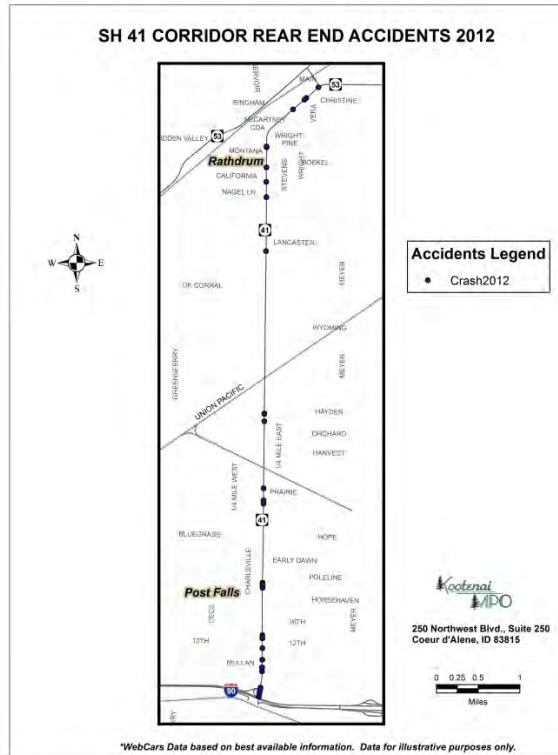 SH 41 CORRIDOR REAR END ACCIDENTS 2012
MAIN
53
BINGHAM
CHRISTINE
VERA
MCCARTNEY
CDA
53
WRIGHT
PINE
MONTANA
Rathdrum
WRIGHT
BOEKEL
STEVENS
CALIFORNIA
NAGEL LN
41
LANCASTER
N
W E
S
Accidents Legend
Crash2012
MEYER
OK CORRAL
WYOMING
GREENSFERRY
MEYER
UNION PACIFIC
HAYDEN
1/4 MILE EAST
ORCHARD
HARVEST
1/4 MILE WEST
PRAIRIE
41
BLUEGRASS
HOPE
CHARLEVILLE
EARLY DAWN
POLELINE
Post Falls
HORSEHAVEN
CECIL
MEYER
16TH
12TH
12TH
MULLAN
90
Kootenai
MPO
250 Northwest Blvd., Suite 250
Coeur d'Alene, ID 83815
0 0.25 0.5 1
Miles
*WebCars Data based on best available information. Data for illustrative purposes only.